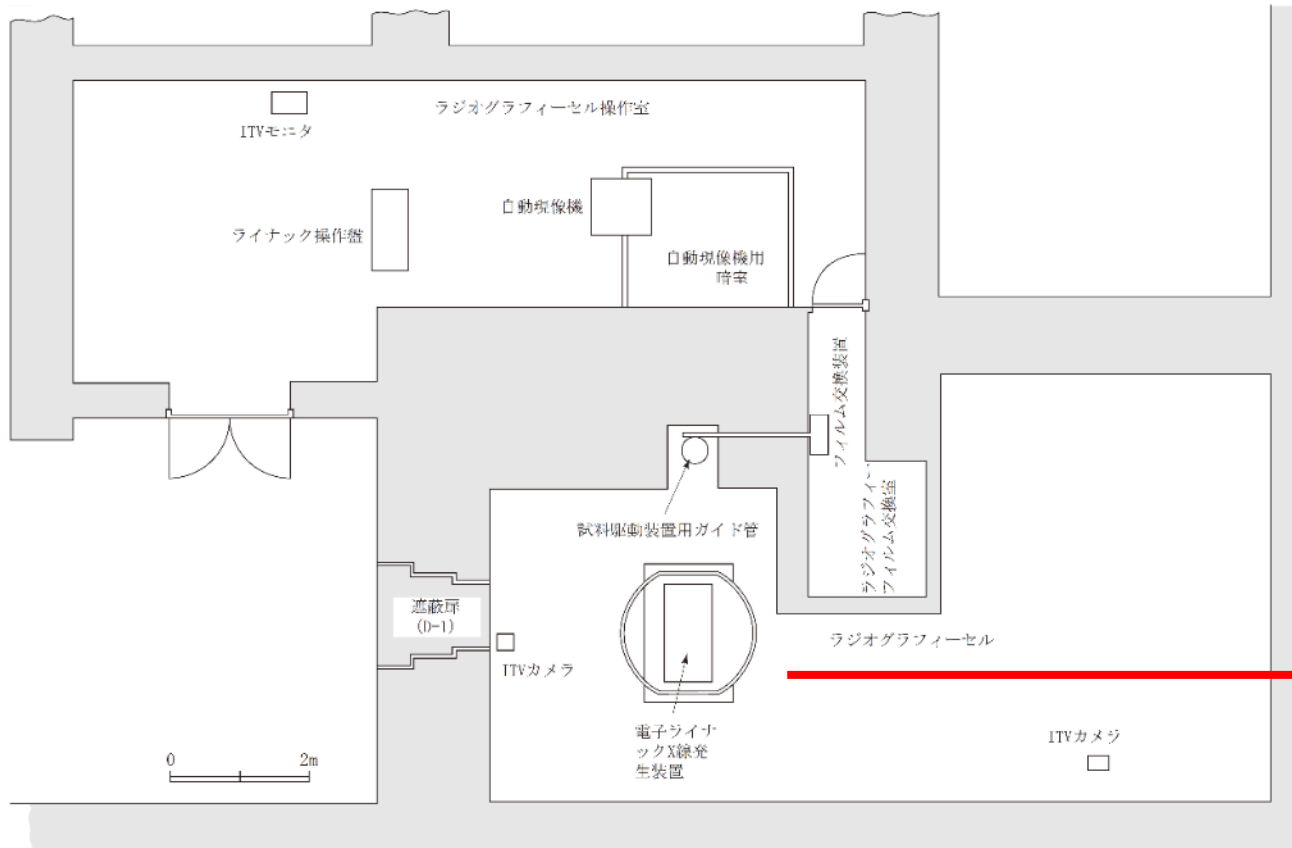 ラジオグラフィーセル操作室
ITVモニタ
自動現像機
ライナック操作盤
自動現像機用
暗室
フィルム交換装置
ラジオグラフィー
フィルム交換室
試料駆動装置用ガイド管
遮蔽扉
(D-1)
ラジオグラフィーセル
ITVカメラ
電子ライナ
ックX線発
生装置
ITVカメラ
0 2m